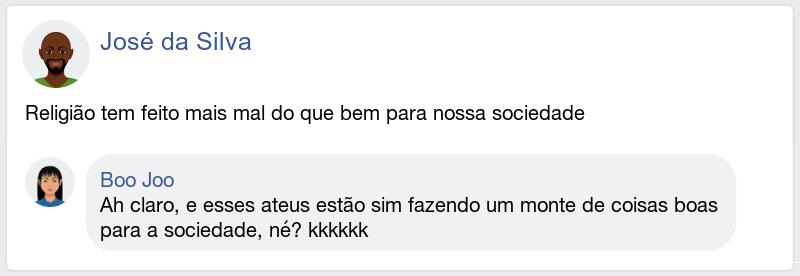 José da Silva
Religião tem feito mais mal do que bem para nossa sociedade
Boo Joo
Ah claro, e esses ateus estão sim fazendo um monte de coisas boas
para a sociedade, né? kkkkkk